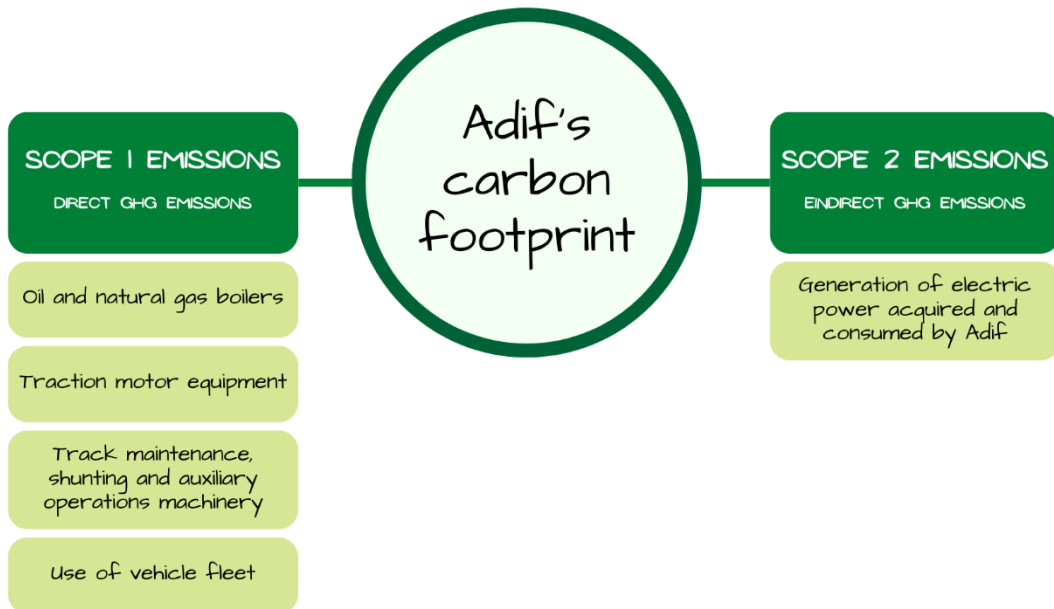 Adif's
carbon
footprint
SCOPE 1 EMISSIONS
DIRECT GHG EMISSIONS
Oil and natural gas boilers
Traction motor equipment
Track maintenance,
shunting and auxiliary
operations machinery
Use of vehicle fleet
SCOPE 2 EMISSIONS
EINDIRECT GHG EMISSIONS
Generation of electric
power acquired and
consumed by Adif